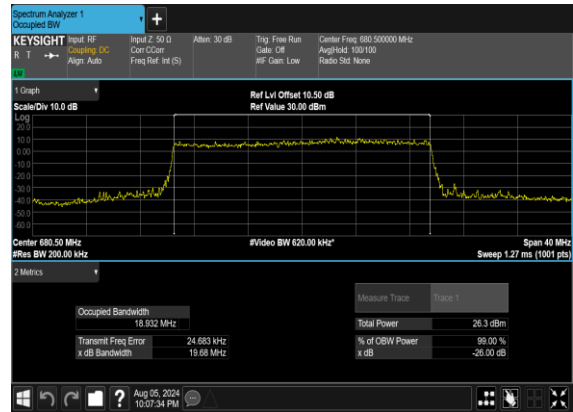 Spectrum Analyzer 1
Occupied BW
+
KEYSIGHT Input: RF Input Z: 50 Ω Atten: 30 dB Trig: Free Run Center Freq: 680.500000 MHz
R T Coupling: DC Corr CCorr Gate: Off Avg|Hold: 100/100
Align: Auto Freq Ref: Int (S) #IF Gain: Low Radio Std: None
1 Graph
Ref Lvl Offset 10.50 dB
Scale/Div 10.0 dB Ref Value 30.00 dBm
Log
20.0
10.0
0.00
-10.0
-20.0
-30.0
-40.0
-50.0
-60.0
Center 680.50 MHz #Video BW 620.00 kHz* Span 40 MHz
#Res BW 200.00 kHz Sweep 1.27 ms (1001 pts)
2 Metrics
Measure Trace Trace 1
Occupied Bandwidth
18.932 MHz Total Power 26.3 dBm
Transmit Freq Error 24.683 kHz % of OBW Power 99.00 %
x dB Bandwidth 19.68 MHz x dB -26.00 dB
?
Aug 05, 2024
10:07:34 PM